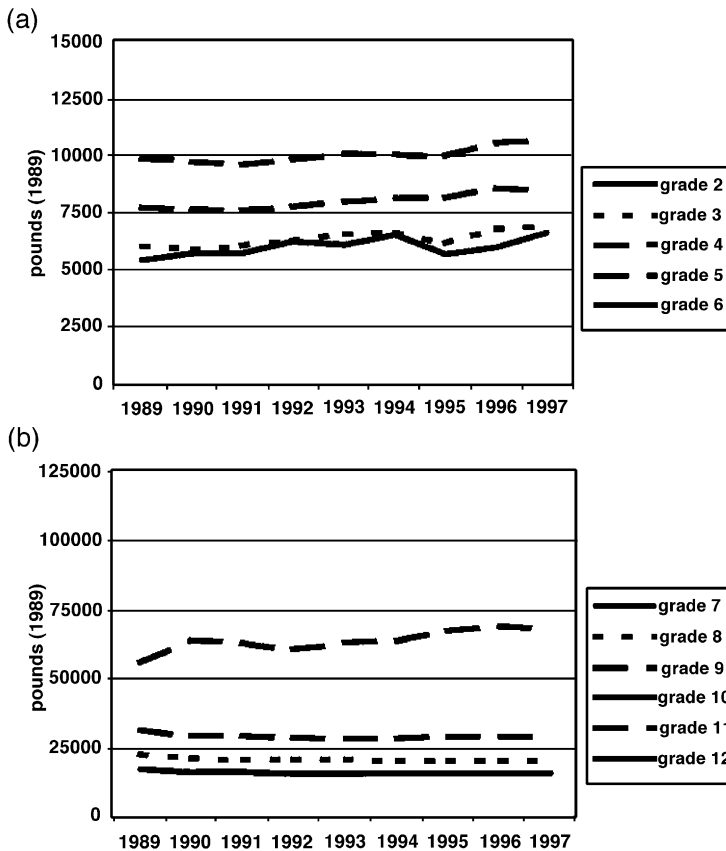 (a)
15000
12500
10000
7500
5000
2500
0
pounds (1989)
1989 1990 1991 1992 1993 1994 1995 1996 1997
grade 2
grade 3
grade 4
grade 5
grade 6
(b)
125000
100000
75000
50000
25000
0
pounds (1989)
1989 1990 1991 1992 1993 1994 1995 1996 1997
grade 7
grade 8
grade 9
grade 10
grade 11
grade 12